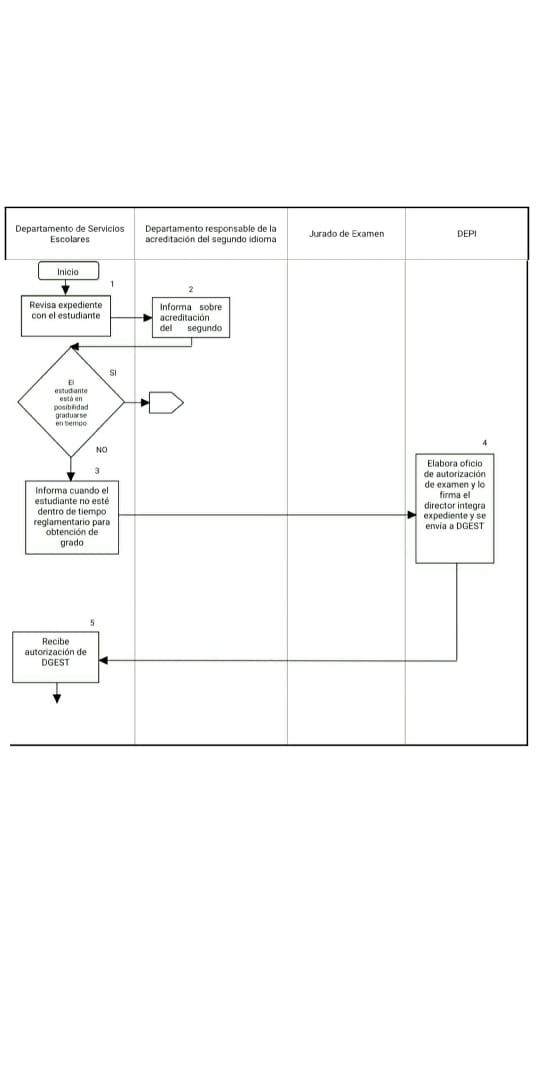 Departamento de Servicios
Escolares
Departamento responsable de la
acreditación del segundo idioma
Jurado de Examen
DEPI
Inicio
1
Revisa expediente
con el estudiante
2
Informa sobre
acreditación
del segundo
El
estudiante
está en
posibilidad
graduarse
en tiempo
SI
NO
3
Informa cuando el
estudiante no esté
dentro de tiempo
reglamentario para
obtención de
grado
4
Elabora oficio
de autorización
de examen y lo
firma el
director integra
expediente y se
envía a DGEST
5
Recibe
autorización de
DGEST